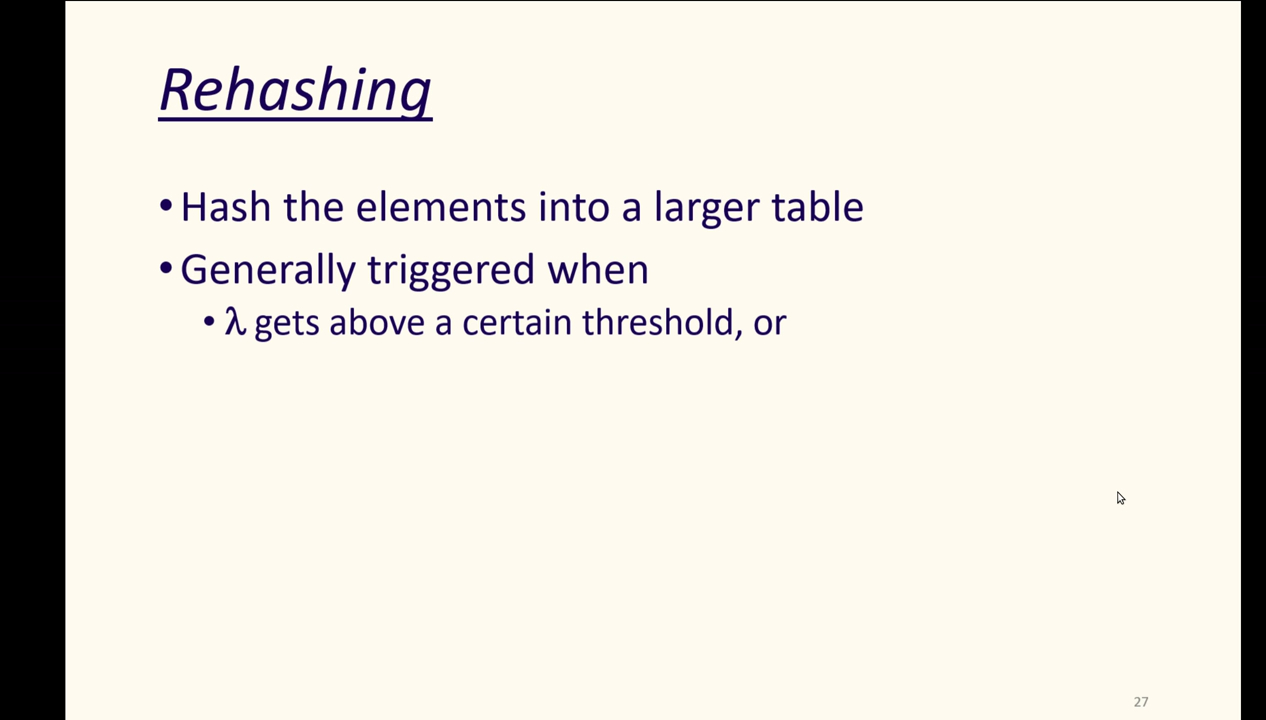 Rehashing
• Hash the elements into a larger table
• Generally triggered when
• λ gets above a certain threshold, or
27